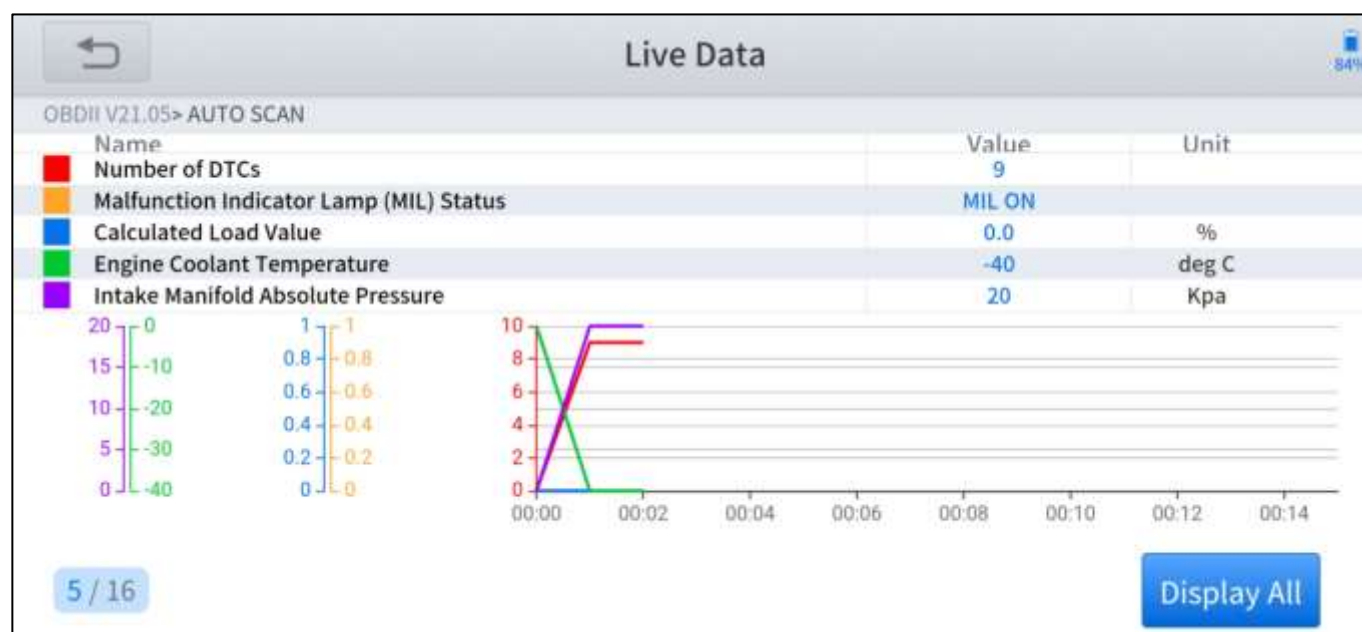 Live Data
84%
OBDII V21.05> AUTO SCAN
Name Value Unit
Number of DTCs 9
Malfunction Indicator Lamp (MIL) Status MIL ON
Calculated Load Value 0.0 %
Engine Coolant Temperature -40 deg C
Intake Manifold Absolute Pressure 20 Kpa
20 0 1 1 10
15 -10 0.8 0.8 8
10 -20 0.6 0.6 6
5 -30 0.4 0.4 4
0.2 0.2 2
0 -40 0 0 0
00:00 00:02 00:04 00:06 00:08 00:10 00:12 00:14
5 / 16
Display All